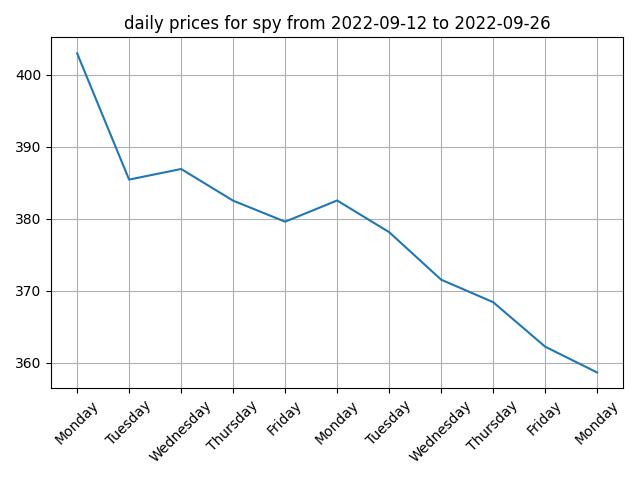 daily prices for spy from 2022-09-12 to 2022-09-26
400
390
380
370
360
Monday
Tuesday
Wednesday
Thursday
Friday
Monday
Tuesday
Wednesday
Thursday
Friday
Monday